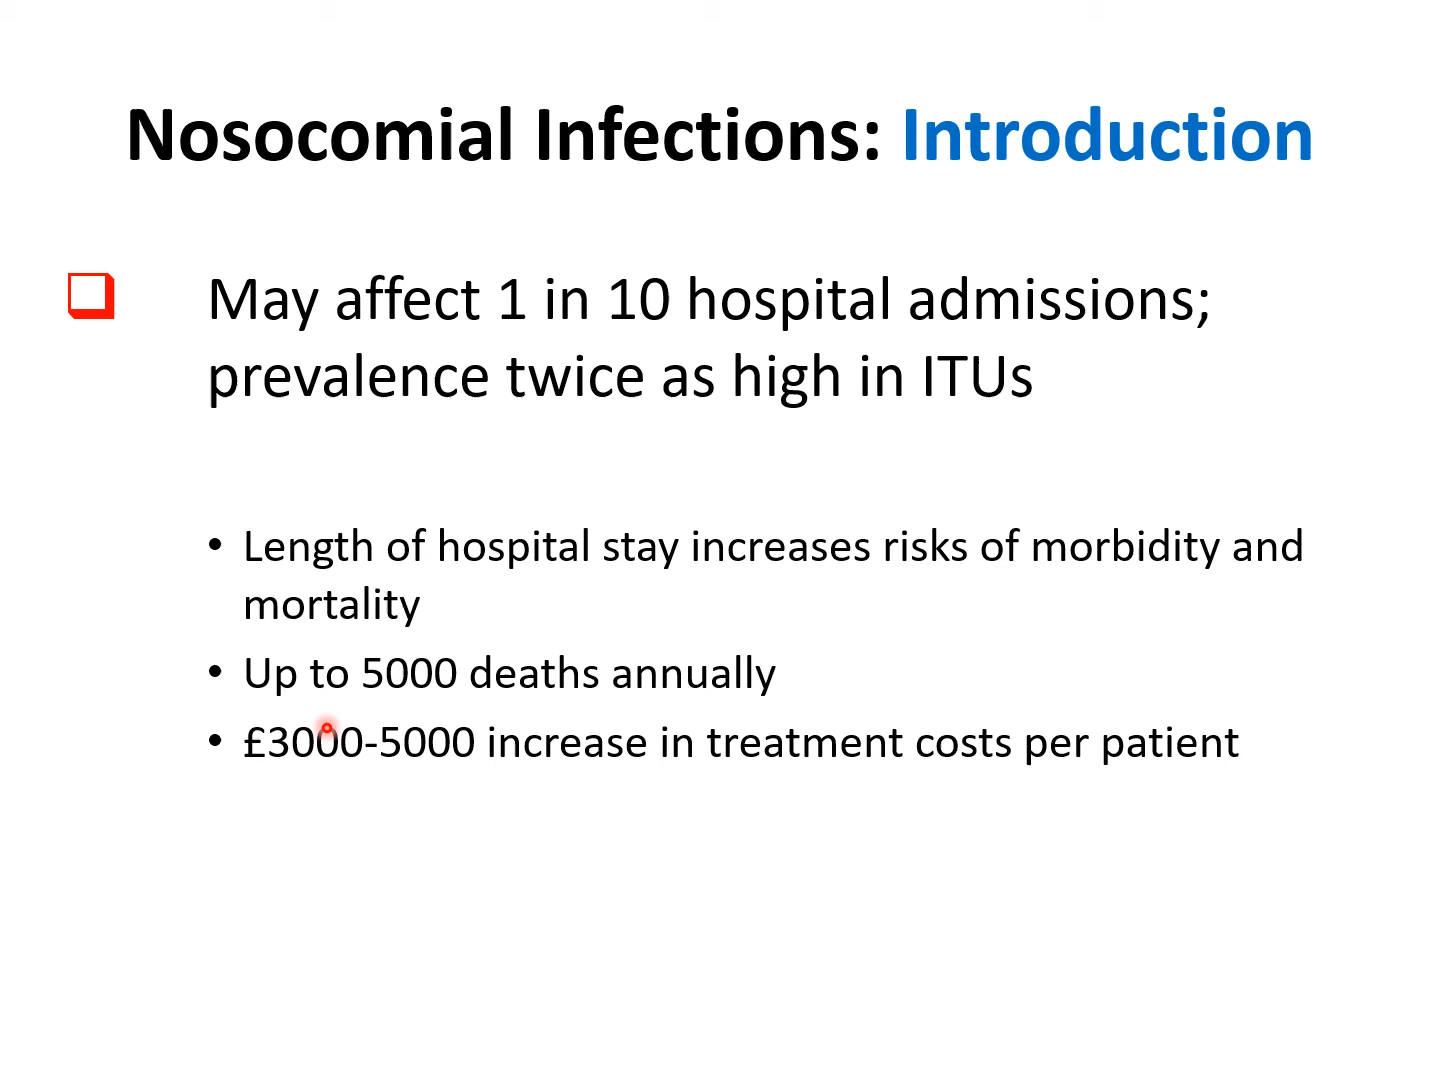 Nosocomial Infections: Introduction
May affect 1 in 10 hospital admissions;
prevalence twice as high in ITUs
• Length of hospital stay increases risks of morbidity and
mortality
• Up to 5000 deaths annually
• £3000-5000 increase in treatment costs per patient